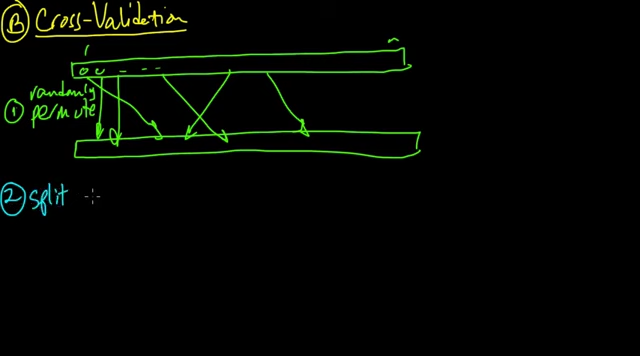 B Cross-Validation
1 n
1 randomly
permute
2 split